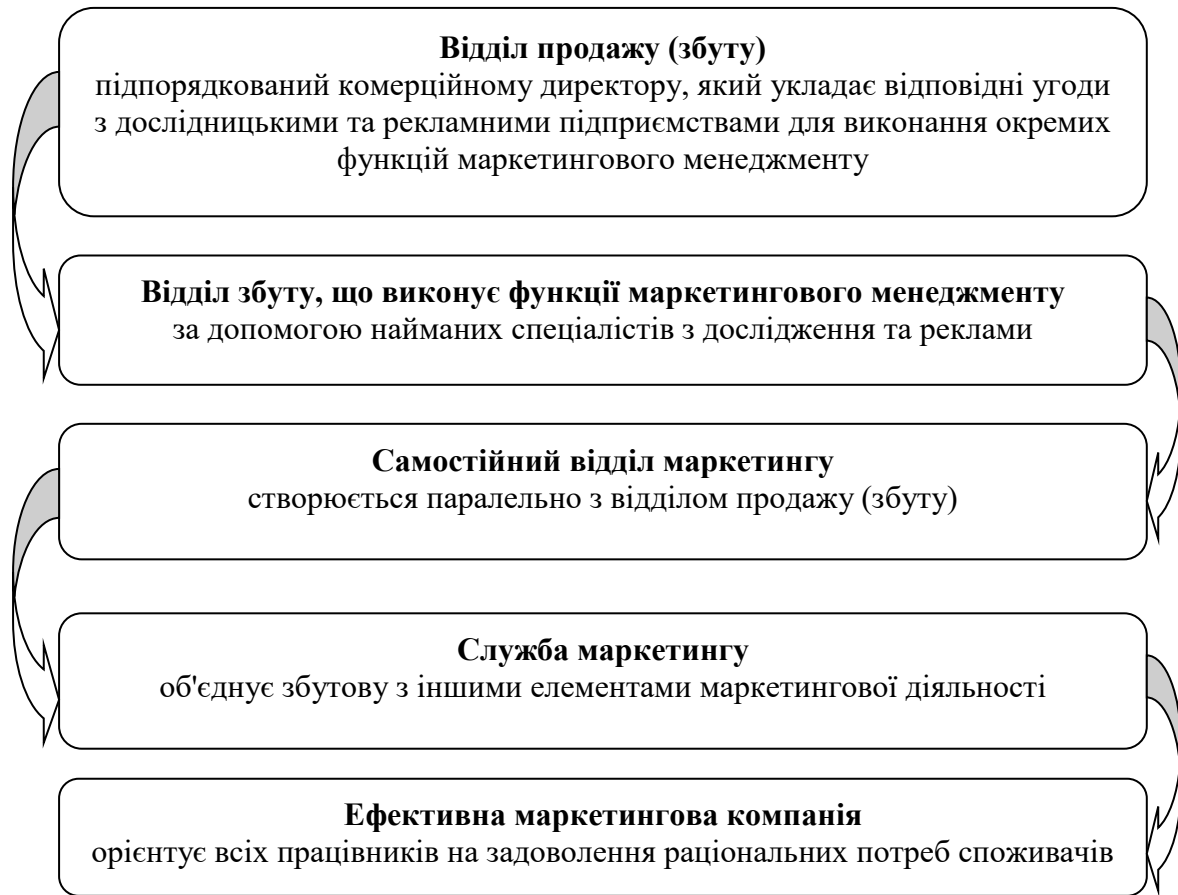 Відділ продажу (збуту)
підпорядкований комерційному директору, який укладає відповідні угоди
з дослідницькими та рекламними підприємствами для виконання окремих
функцій маркетингового менеджменту
Відділ збуту, що виконує функції маркетингового менеджменту
за допомогою найманих спеціалістів з дослідження та реклами
Самостійний відділ маркетингу
створюється паралельно з відділом продажу (збуту)
Служба маркетингу
об'єднує збутову з іншими елементами маркетингової діяльності
Ефективна маркетингова компанія
орієнтує всіх працівників на задоволення раціональних потреб споживачів